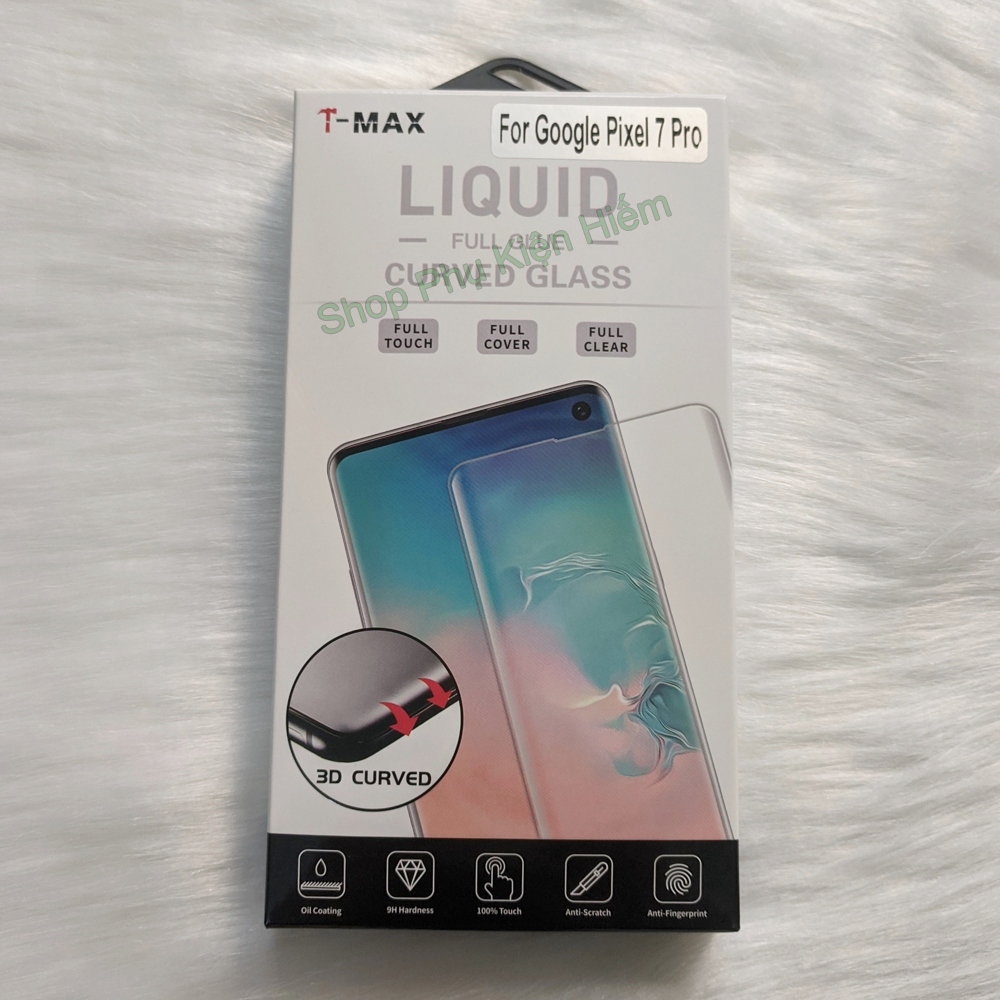 T-MAX
For Google Pixel 7 Pro
LIQUID
FULL GLUE
CURVED GLASS
Shop Phụ Kiện Hiếm
FULL TOUCH
FULL COVER
FULL CLEAR
3D CURVED
Oil Coating
9H Hardness
100% Touch
Anti-Scratch
Anti-Fingerprint